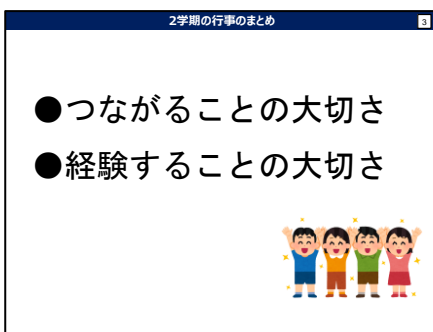 2学期の行事のまとめ
3
●つながることの大切さ
●経験することの大切さ